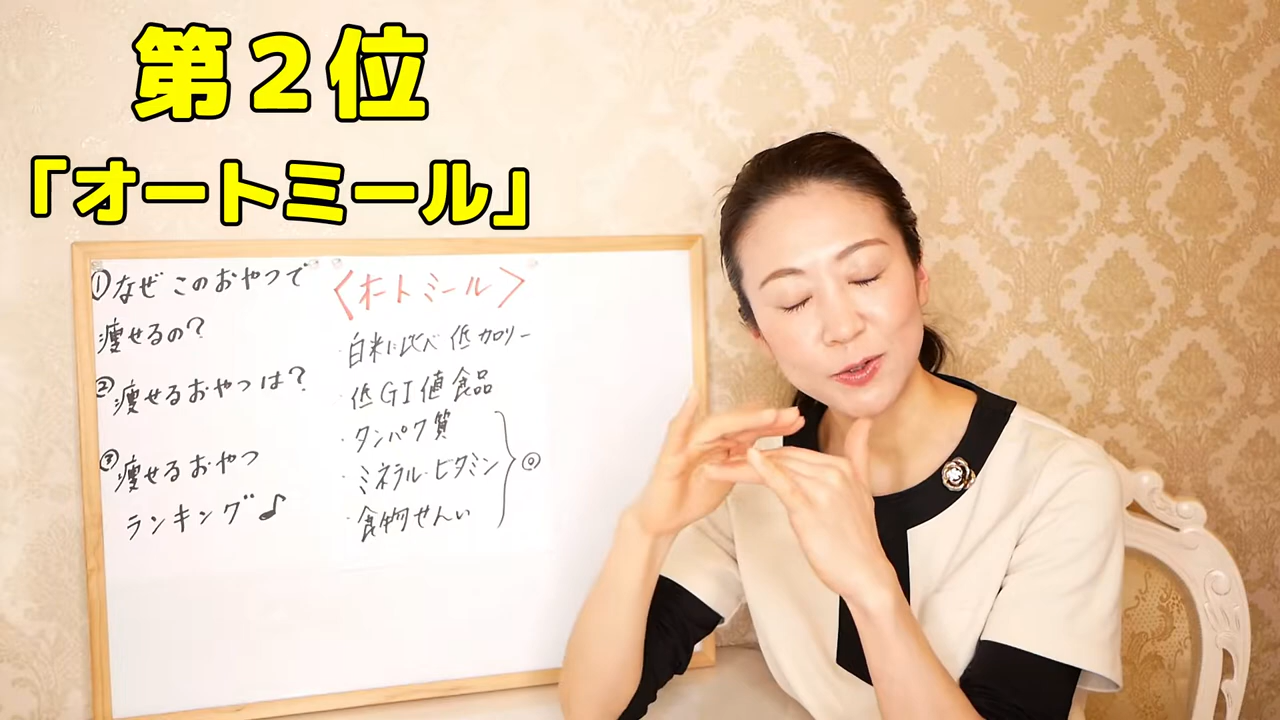 第2位
「オートミール」
①なぜこのおやつで
痩せるの?
②痩せるおやつは?
③痩せるおやつ
ランキング♪
〈オートミール〉
・白米に比べ低カロリー
・低GI値食品
・タンパク質
・ミネラル・ビタミン
・食物せんい
◎